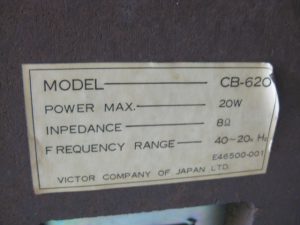 MODEL CB-620
POWER MAX. 20W
INPEDANCE 8Ω
FREQUENCY RANGE 40~20K Hz
E46500-001
VICTOR COMPANY OF JAPAN LTD.